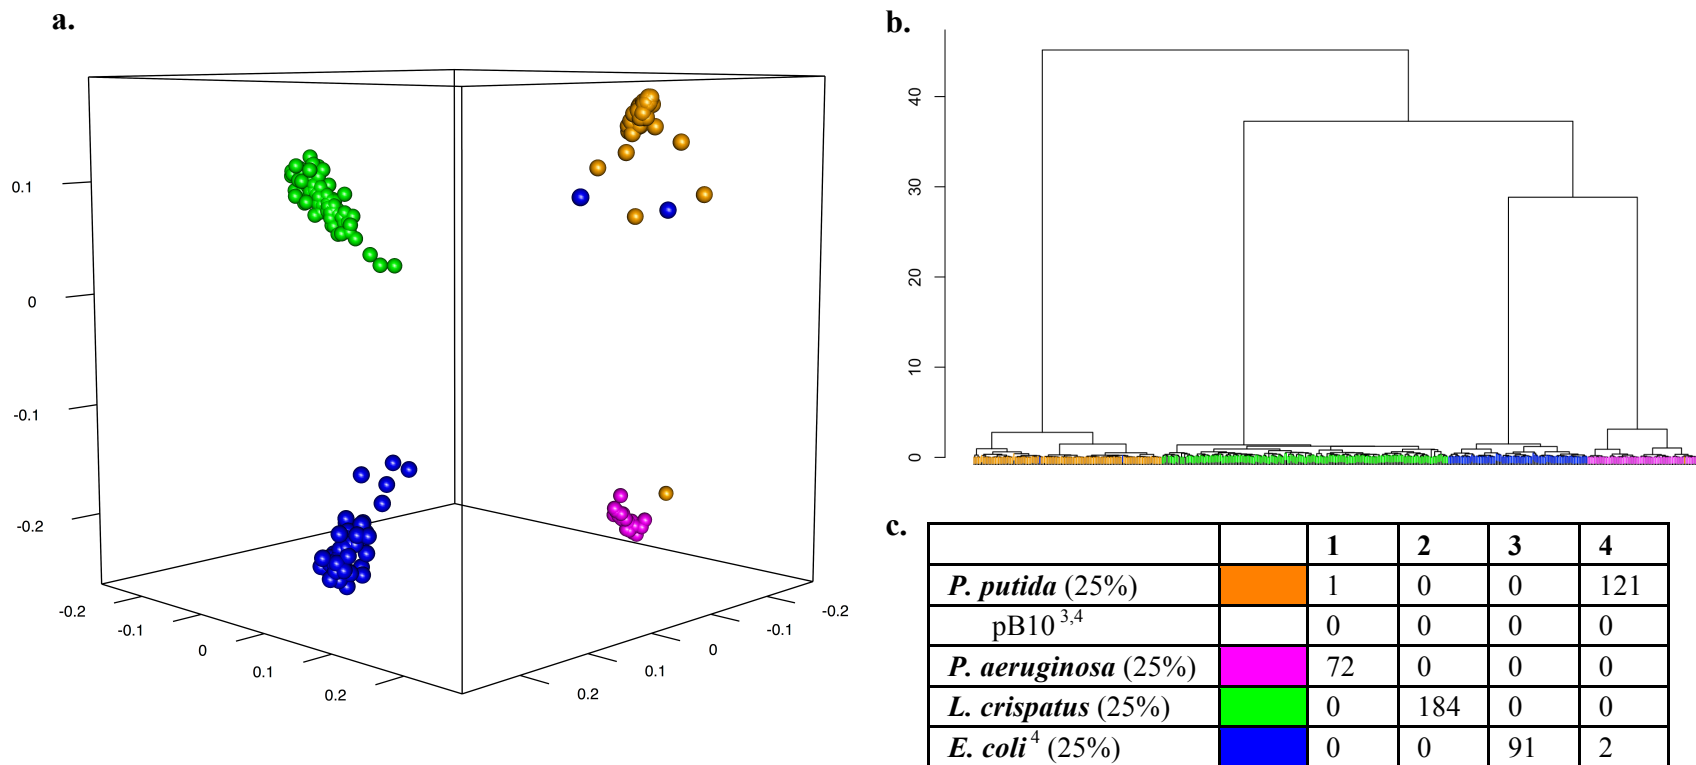 a.
0.1
0
-0.1
-0.2
-0.2
-0.1
0
0.1
0.2
0.2
0.1
0
-0.1
-0.2
b.
40
30
20
10
0
c.
1 2 3 4
P. putida (25%) 1 0 0 121
pB10 3,4 0 0 0 0
P. aeruginosa (25%) 72 0 0 0
L. crispatus (25%) 0 184 0 0
E. coli 4 (25%) 0 0 91 2